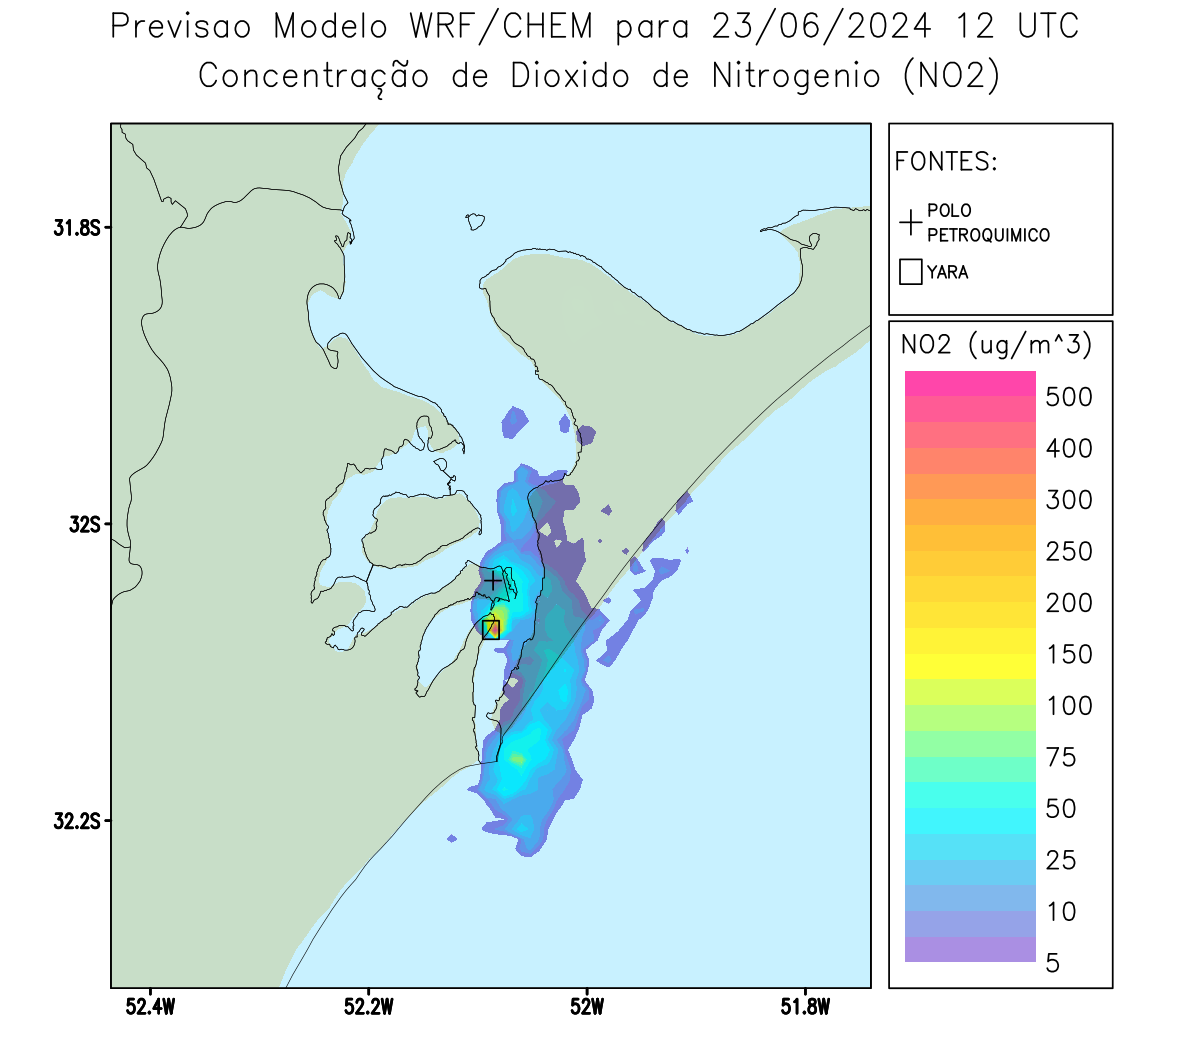 Previsao Modelo WRF/CHEM para 23/06/2024 12 UTC
Concentração de Dioxido de Nitrogenio (NO2)
FONTES:
POLO
PETROQUIMICO
YARA
NO2 (ug/m^3)
500
400
300
250
200
150
100
75
50
25
10
5
31.8S
32S
32.2S
52.4W
52.2W
52W
51.8W